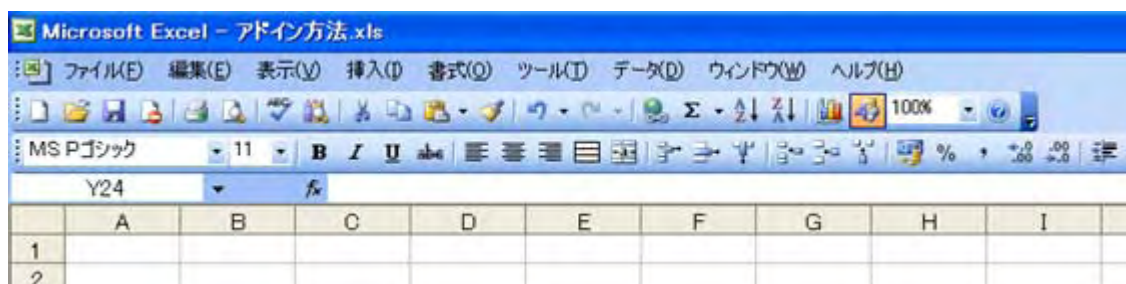 Microsoft Excel - アドイン方法.xls
ファイル(F) 編集(E) 表示(V) 挿入(I) 書式(O) ツール(T) データ(D) ウィンドウ(W) ヘルプ(H)
Σ 100%
MS Pゴシック 11 B I U abc % ,
Y24 fx
A B C D E F G H I
1
2